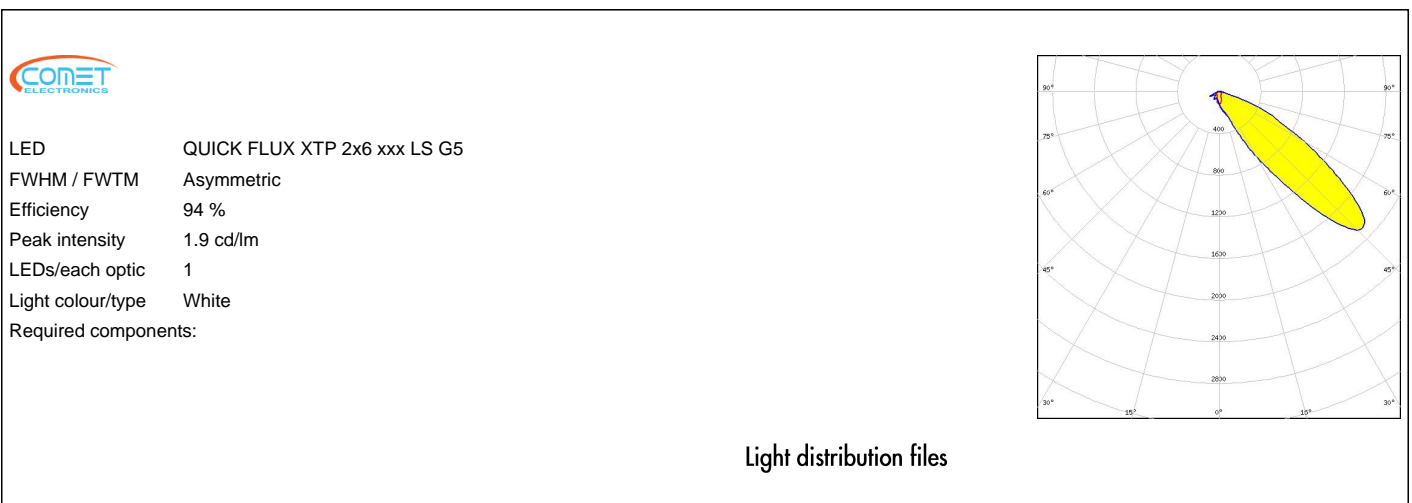 COMET
ELECTRONICS
LED QUICK FLUX XTP 2x6 xxx LS G5
FWHM / FWTM Asymmetric
Efficiency 94 %
Peak intensity 1.9 cd/lm
LEDs/each optic 1
Light colour/type White
Required components:
90° 90°
75° 400 75°
800
60° 60°
1200
1600
45° 45°
2000
2400
2800
30° 30°
15° 0° 15°
Light distribution files